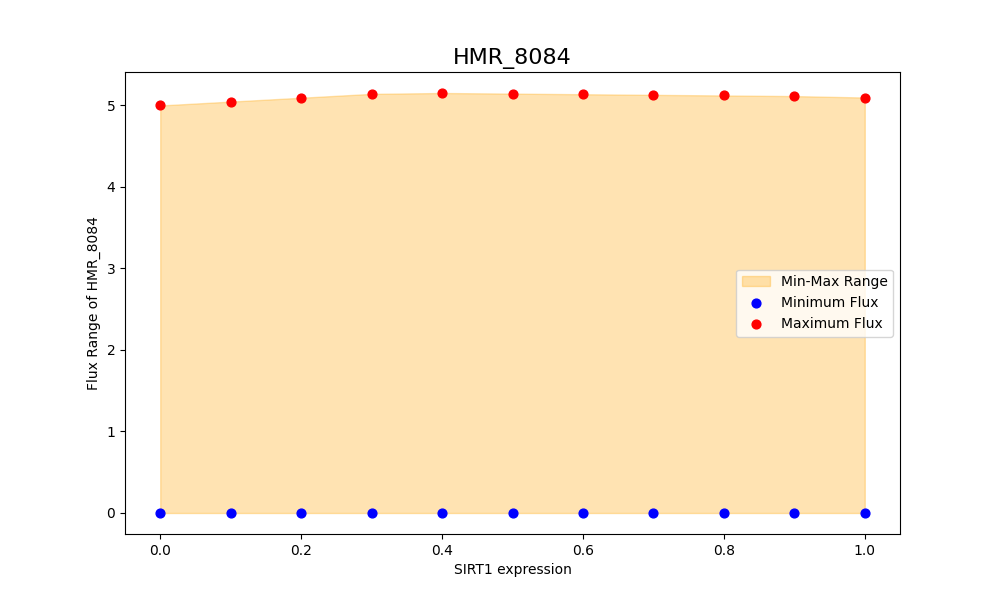 HMR_8084
Flux Range of HMR_8084
5
4
3
2
1
0
Min-Max Range
Minimum Flux
Maximum Flux
0.0 0.2 0.4 0.6 0.8 1.0
SIRT1 expression